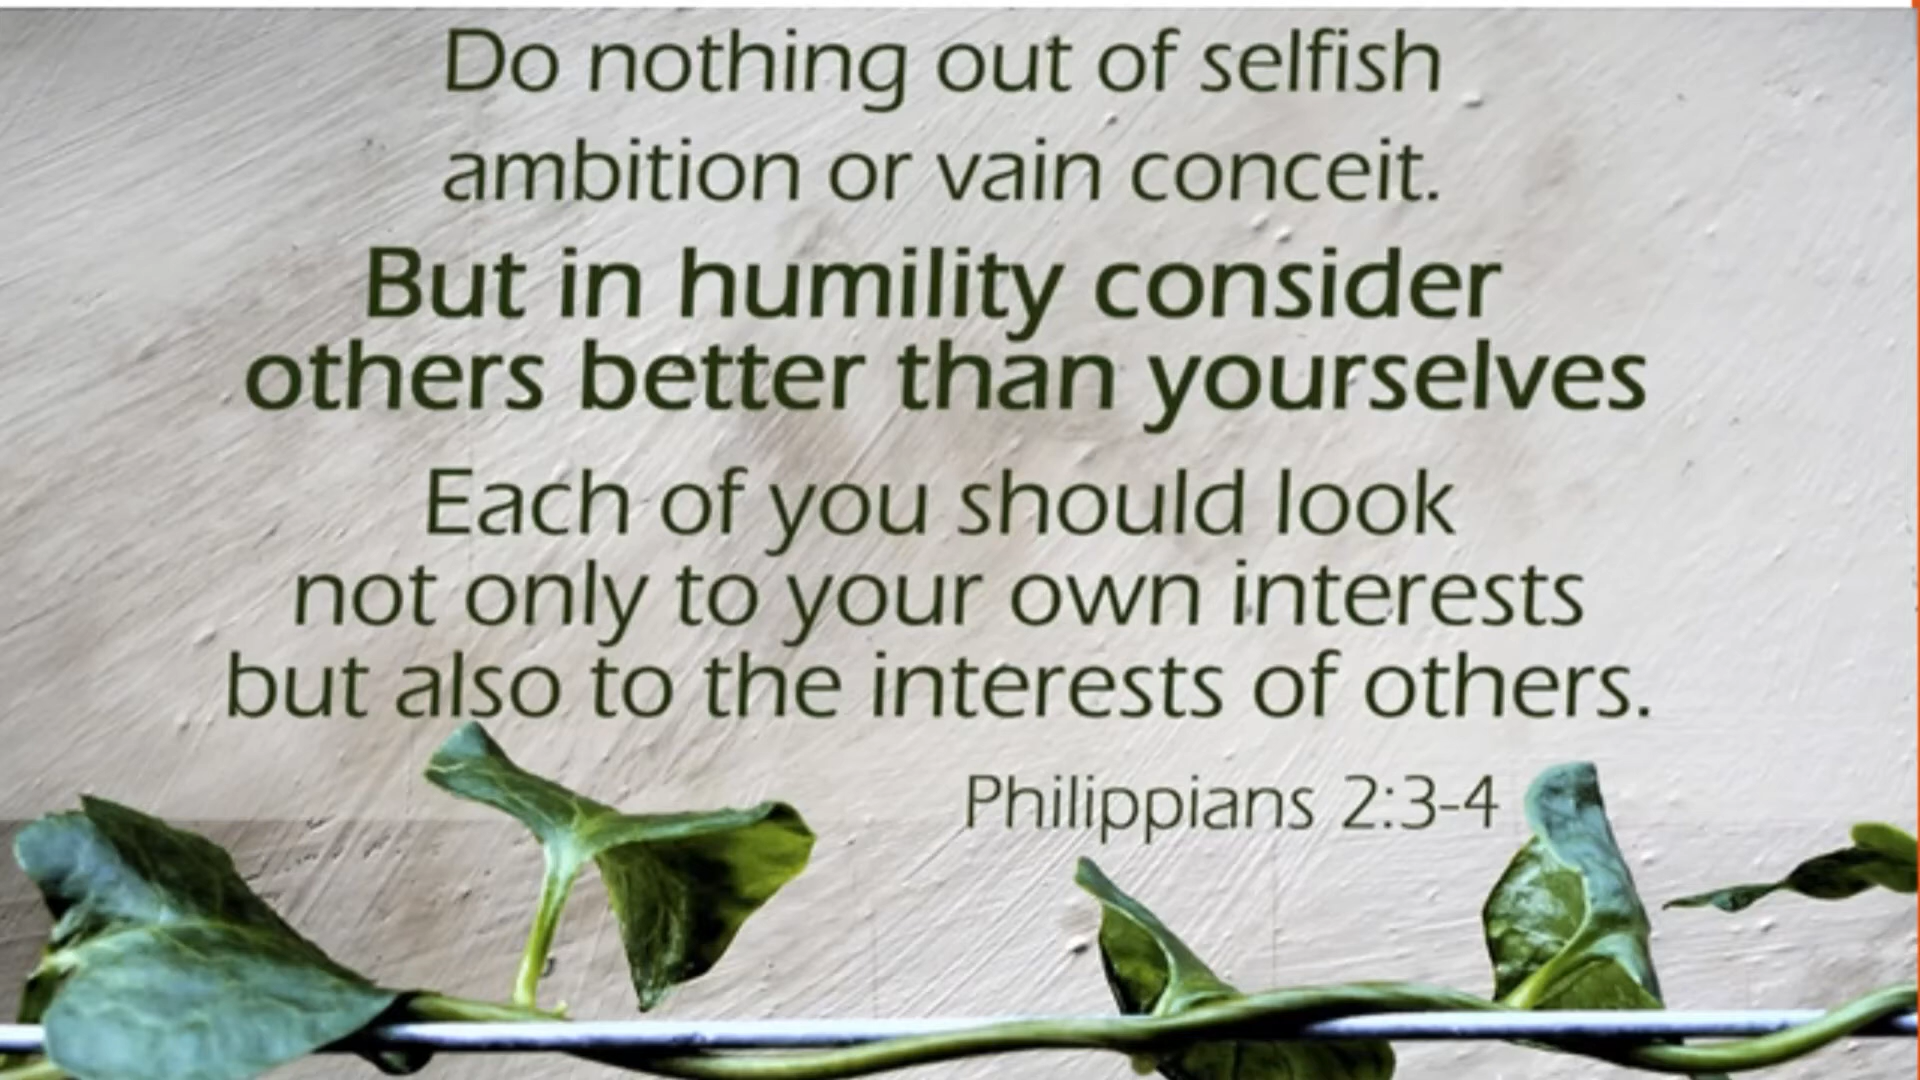 Do nothing out of selfish
ambition or vain conceit.
But in humility consider
others better than yourselves
Each of you should look
not only to your own interests
but also to the interests of others.
Philippians 2:3-4